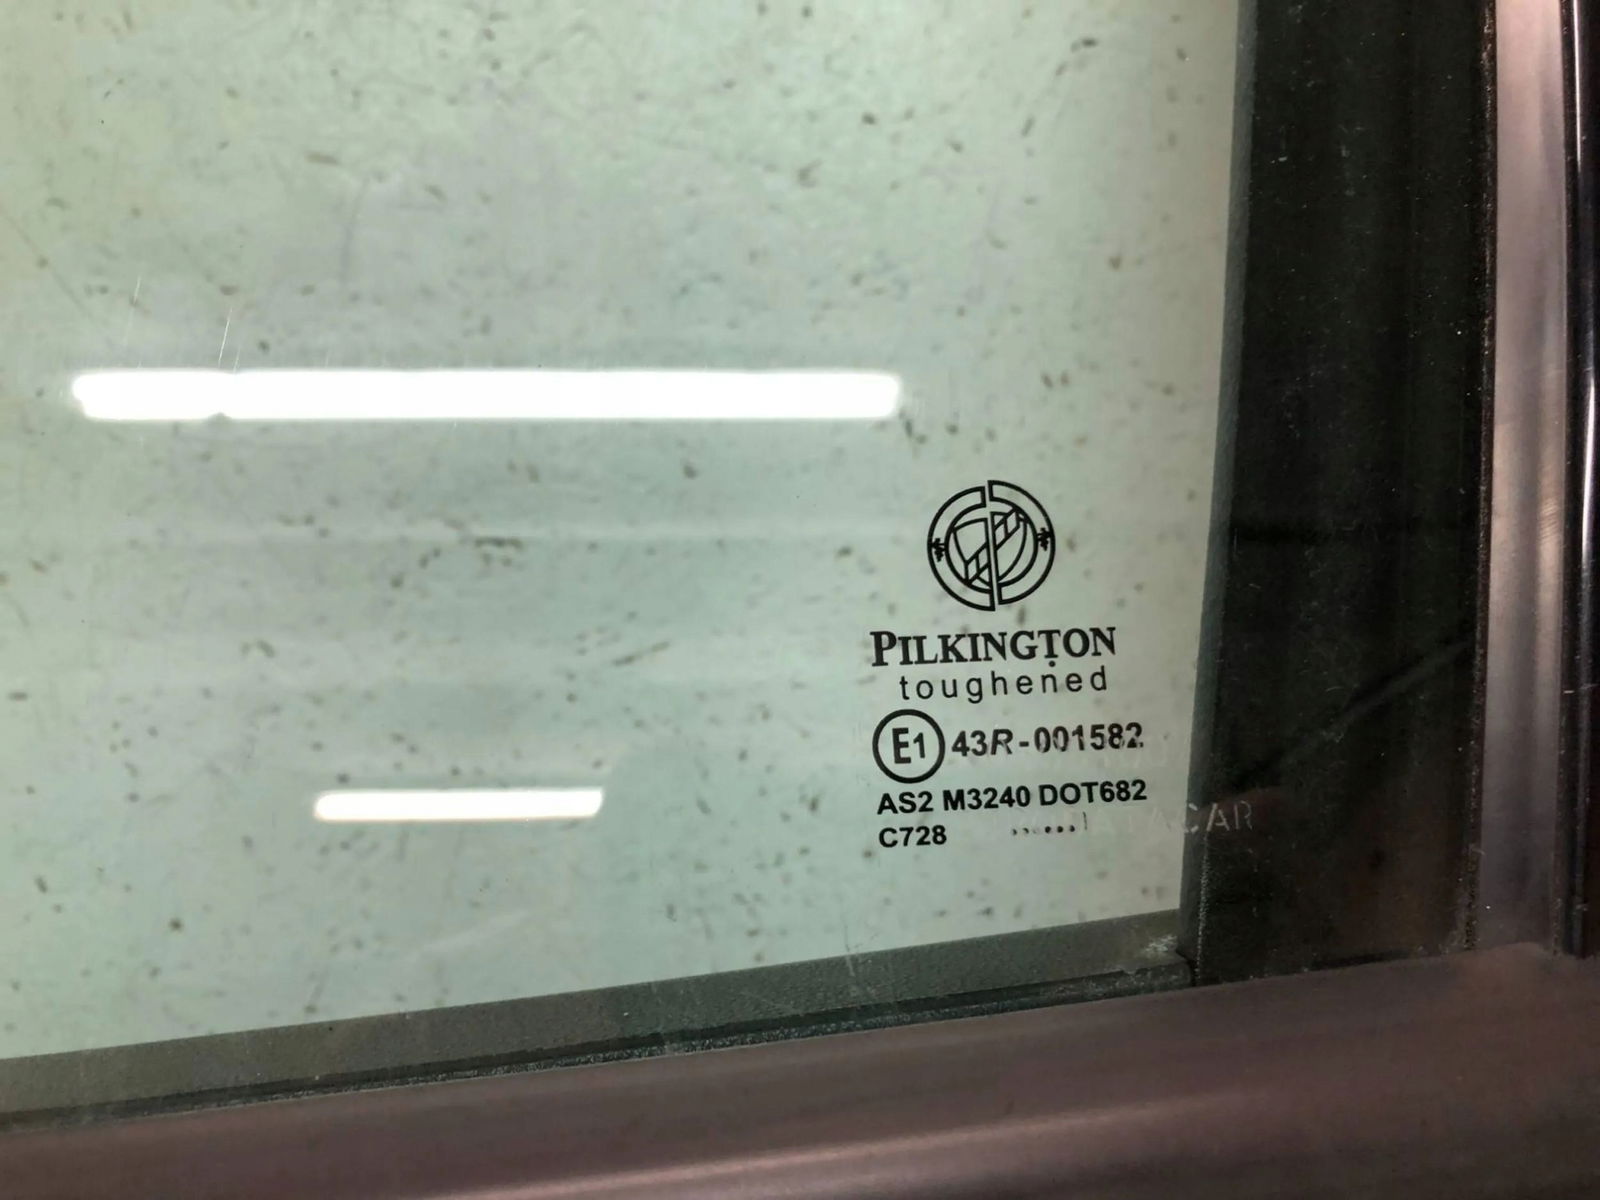 PILKINGTON
toughened
E1 43R-001582
AS2 M3240 DOT682
C728